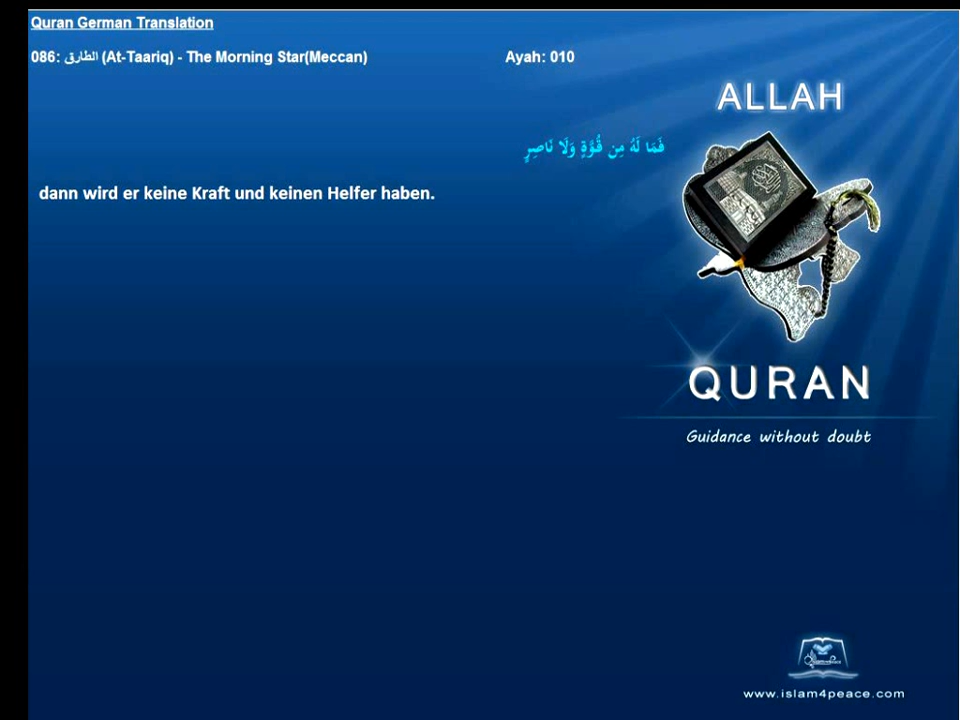 Quran German Translation
086: الطارق (At-Taariq) - The Morning Star(Meccan) Ayah: 010
ALLAH
فَمَا لَهُ مِن قُوَّةٍ وَلَا نَاصِرٍ
dann wird er keine Kraft und keinen Helfer haben.
QURAN
Guidance without doubt
www.islam4peace.com